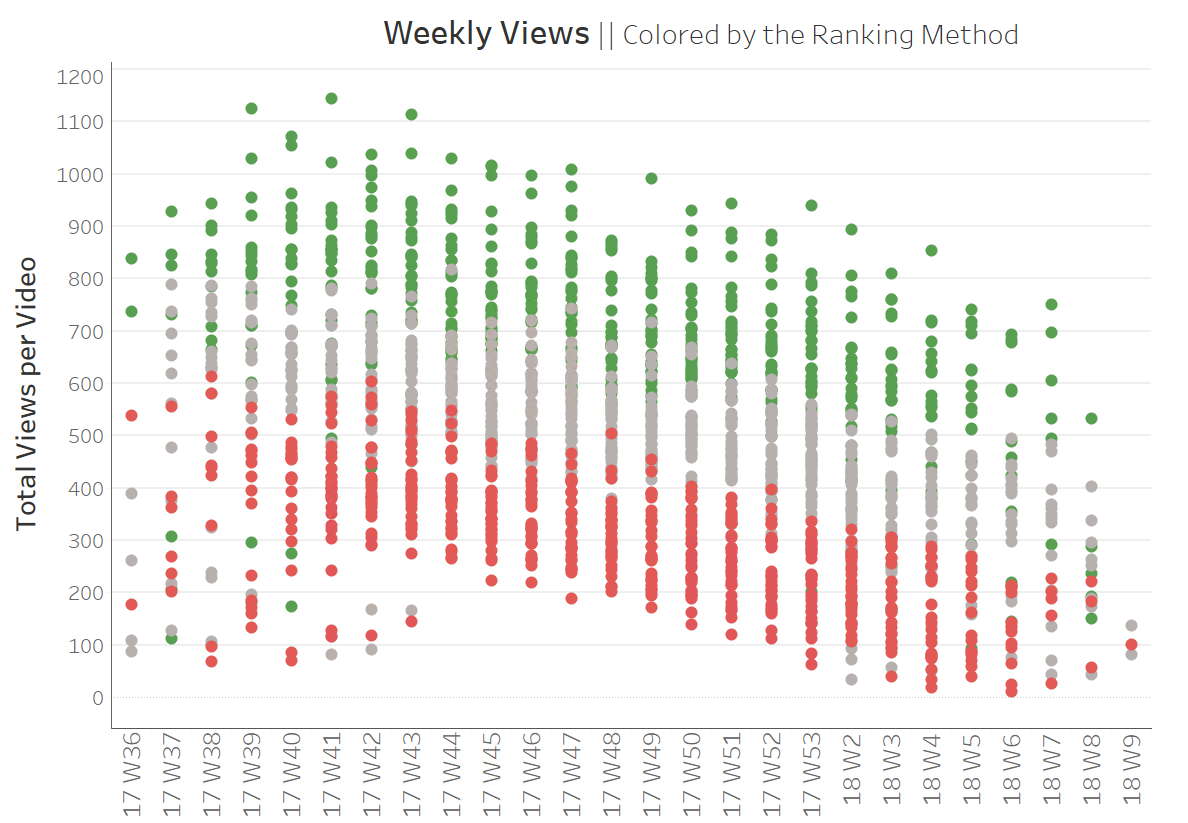 Weekly Views || Colored by the Ranking Method
Total Views per Video
1200
1100
1000
900
800
700
600
500
400
300
200
100
0
17 W36
17 W37
17 W38
17 W39
17 W40
17 W41
17 W42
17 W43
17 W44
17 W45
17 W46
17 W47
17 W48
17 W49
17 W50
17 W51
17 W52
17 W53
18 W2
18 W3
18 W4
18 W5
18 W6
18 W7
18 W8
18 W9